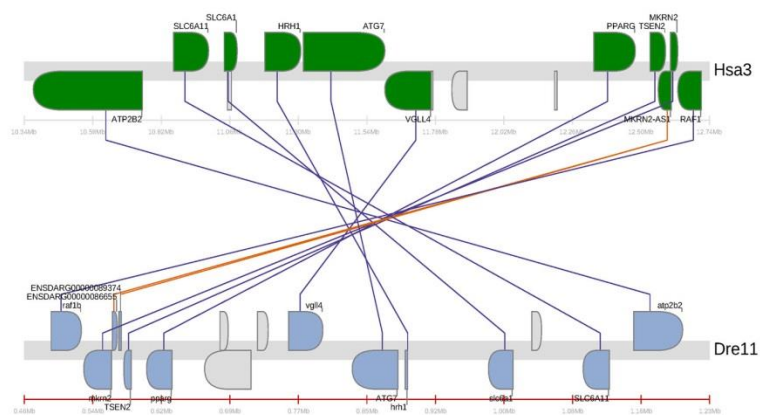 SLC6A11
SLC6A1
HRH1
ATG7
PPARG
TSEN2
MKRN2
Hsa3
ATP2B2
VGLL4
MKRN2-AS1
RAF1
10.34Mb 10.58Mb 10.82Mb 11.06Mb 11.30Mb 11.54Mb 11.78Mb 12.02Mb 12.26Mb 12.50Mb 12.74Mb
ENSDARG00000089374
ENSDARG00000086655
raf1b
vgll4
atp2b2
Dre11
mkrn2
TSEN2
pparg
ATG7
hrh1
slc6a1
SLC6A11
0.46Mb 0.54Mb 0.62Mb 0.69Mb 0.77Mb 0.85Mb 0.92Mb 1.00Mb 1.08Mb 1.16Mb 1.23Mb